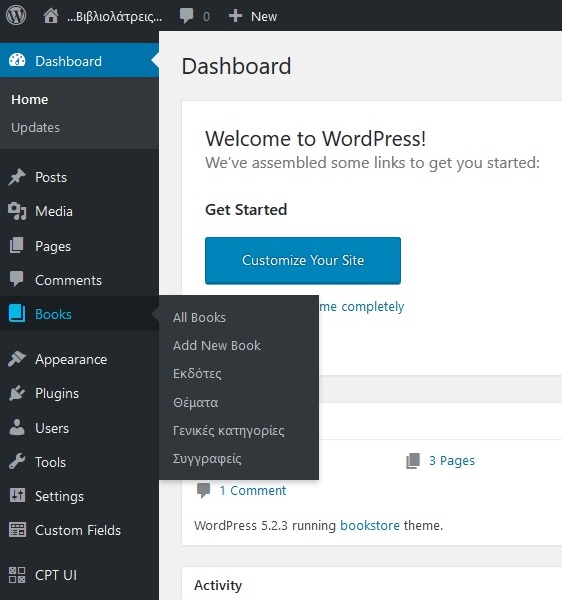 ...Βιβλιολάτρεις... 0 + New
Dashboard
Home
Updates
Posts
Media
Pages
Comments
Books
Appearance
Plugins
Users
Tools
Settings
Custom Fields
CPT UI
All Books
Add New Book
Εκδότες
Θέματα
Γενικές κατηγορίες
Συγγραφείς
Dashboard
Welcome to WordPress!
We've assembled some links to get you started:
Get Started
Customize Your Site
me completely
3 Pages
1 Comment
WordPress 5.2.3 running bookstore theme.
Activity